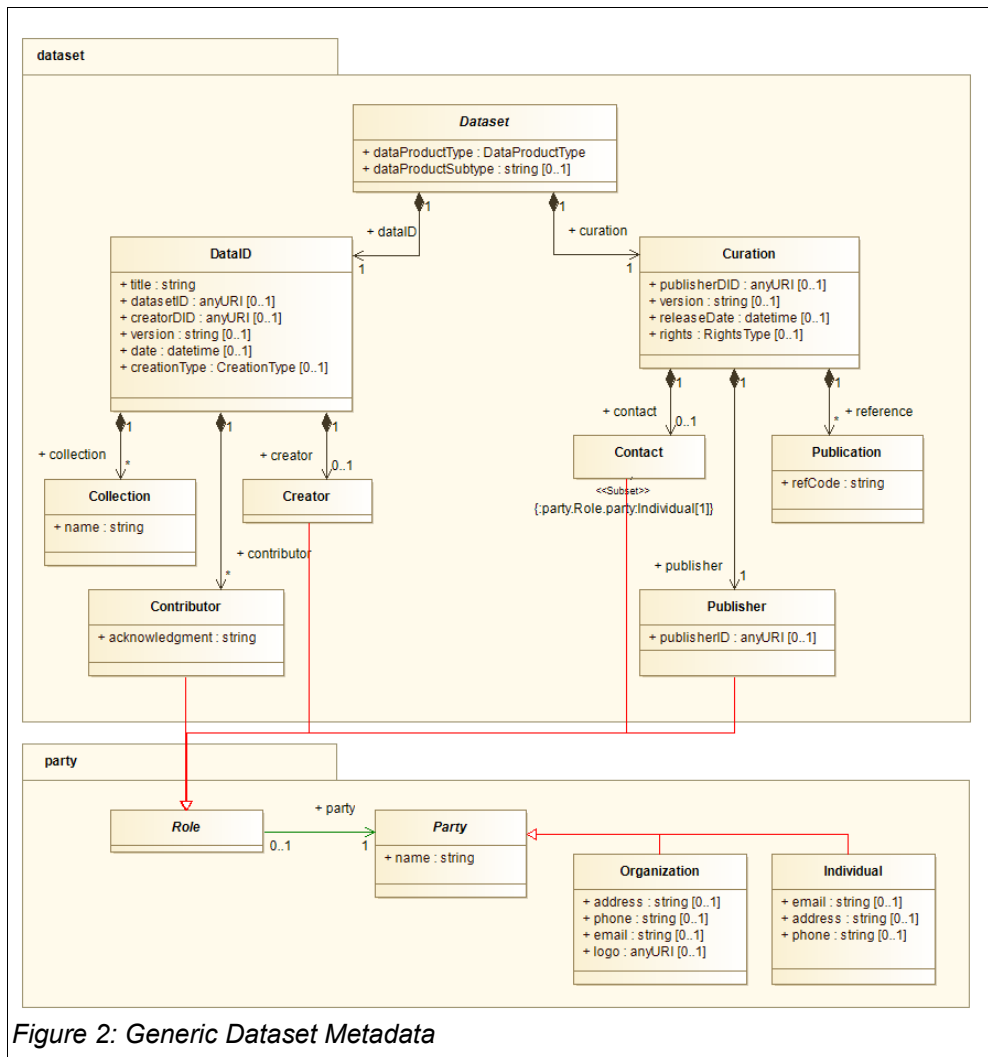 dataset
Dataset
+ dataProductType : DataProductType
+ dataProductSubtype : string [0..1]
1
1
+ dataID
+ curation
1
1
DataID
+ title : string
+ datasetID : anyURI [0..1]
+ creatorDID : anyURI [0..1]
+ version : string [0..1]
+ date : datetime [0..1]
+ creationType : CreationType [0..1]
Curation
+ publisherDID : anyURI [0..1]
+ version : string [0..1]
+ releaseDate : datetime [0..1]
+ rights : RightsType [0..1]
1
1
1
1
1
1
+ collection
*
+ creator
0..1
+ contact
0..1
+ reference
*
Collection
+ name : string
Creator
Contact
<<Subset>>
{:party.Role.party:Individual[1]}
Publication
+ refCode : string
+ contributor
*
+ publisher
1
Contributor
+ acknowledgment : string
Publisher
+ publisherID : anyURI [0..1]
party
Role
0..1
+ party
1
Party
+ name : string
Organization
+ address : string [0..1]
+ phone : string [0..1]
+ email : string [0..1]
+ logo : anyURI [0..1]
Individual
+ email : string [0..1]
+ address : string [0..1]
+ phone : string [0..1]
Figure 2: Generic Dataset Metadata